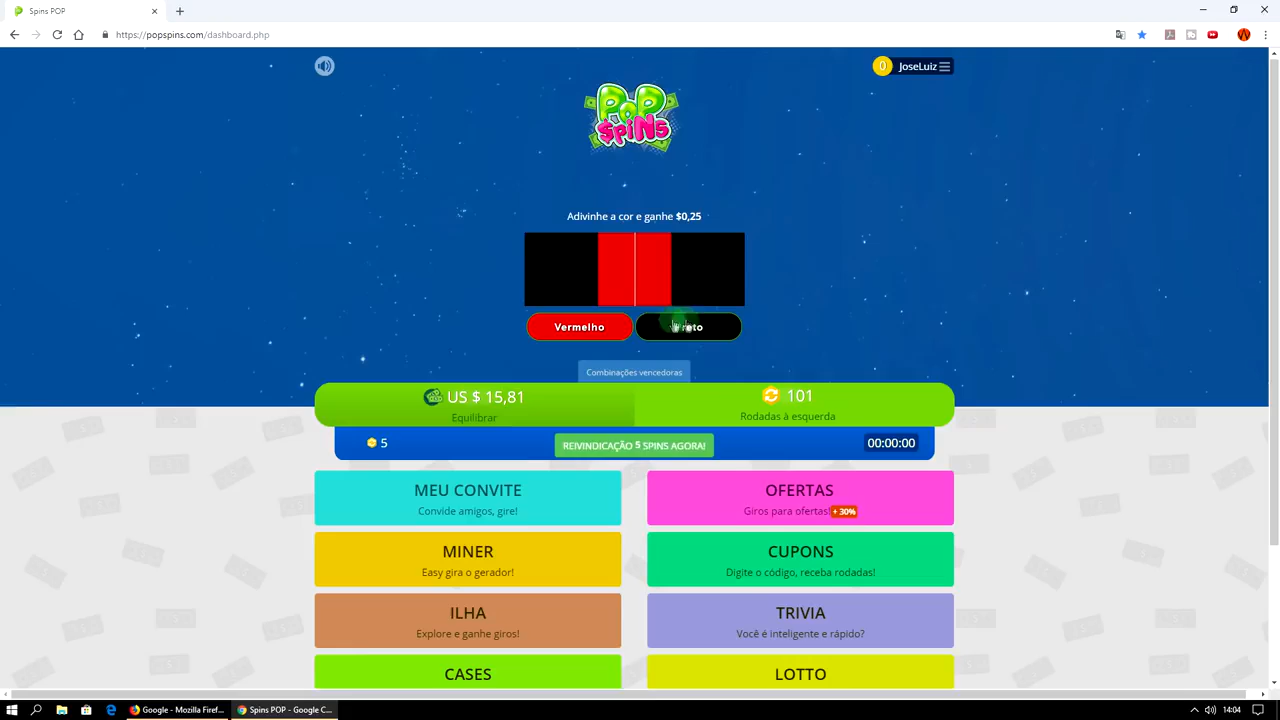 Spins POP
https://popspins.com/dashboard.php
0 JoseLuiz
POP
$PiNS
Adivinhe a cor e ganhe $0,25
Vermelho
Combinações vencedoras
US $ 15,81
Equilibrar
101
Rodadas à esquerda
5
REIVINDICAÇÃO 5 SPINS AGORA!
00:00:00
MEU CONVITE
Convide amigos, gire!
OFERTAS
Giros para ofertas! + 30%
MINER
Easy gira o gerador!
CUPONS
Digite o código, receba rodadas!
ILHA
Explore e ganhe giros!
TRIVIA
Você é inteligente e rápido?
CASES
LOTTO
Google - Mozilla Firef...
Spins POP - Google C...
14:04